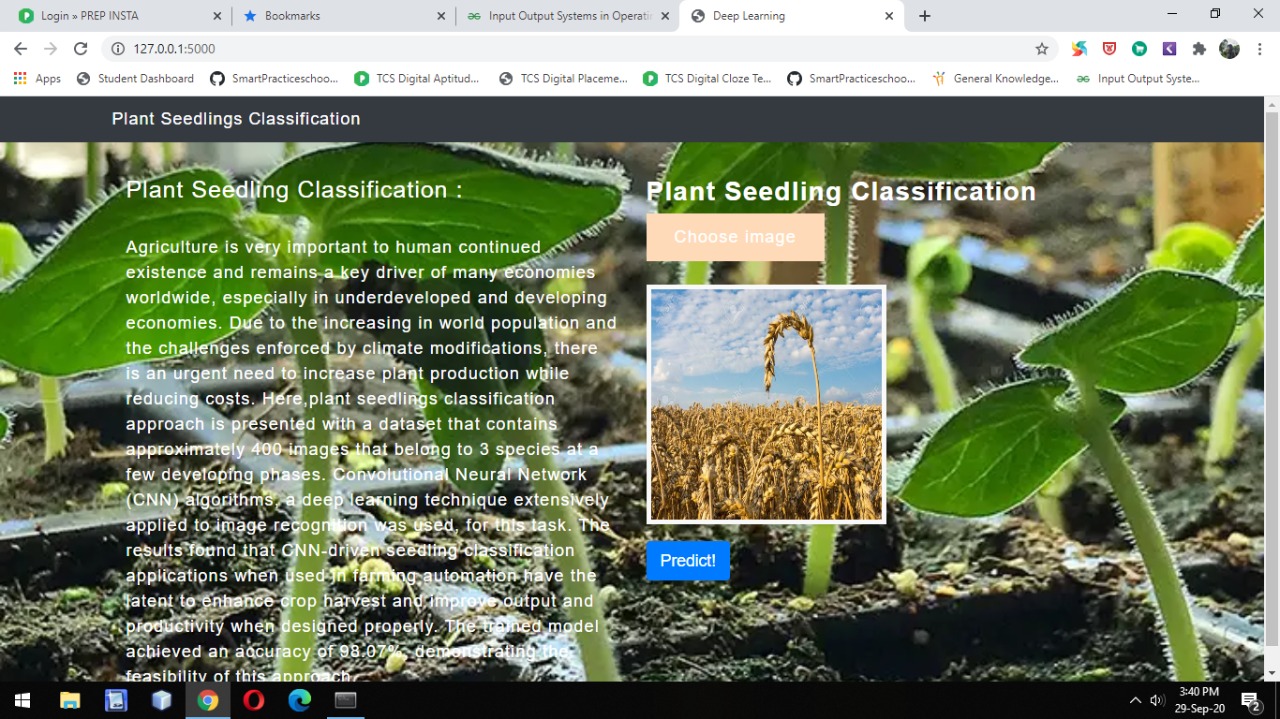 Login » PREP INSTA
Bookmarks
Input Output Systems in Operatin
Deep Learning
127.0.0.1:5000
Apps
Student Dashboard
SmartPracticeschoo...
TCS Digital Aptitud...
TCS Digital Placeme...
TCS Digital Cloze Te...
SmartPracticeschoo...
General Knowledge...
Input Output Syste...
Plant Seedlings Classification
Plant Seedling Classification :
Agriculture is very important to human continued
existence and remains a key driver of many economies
worldwide, especially in underdeveloped and developing
economies. Due to the increasing in world population and
the challenges enforced by climate modifications, there
is an urgent need to increase plant production while
reducing costs. Here,plant seedlings classification
approach is presented with a dataset that contains
approximately 400 images that belong to 3 species at a
few developing phases. Convolutional Neural Network
(CNN) algorithms, a deep learning technique extensively
applied to image recognition was used, for this task. The
results found that CNN-driven seedling classification
applications when used in farming automation have the
latent to enhance crop harvest and improve output and
productivity when designed properly. The trained model
achieved an accuracy of 98.07%, demonstrating the
feasibility of this approach.
Plant Seedling Classification
Choose image
Predict!
3:40 PM
29-Sep-20
2